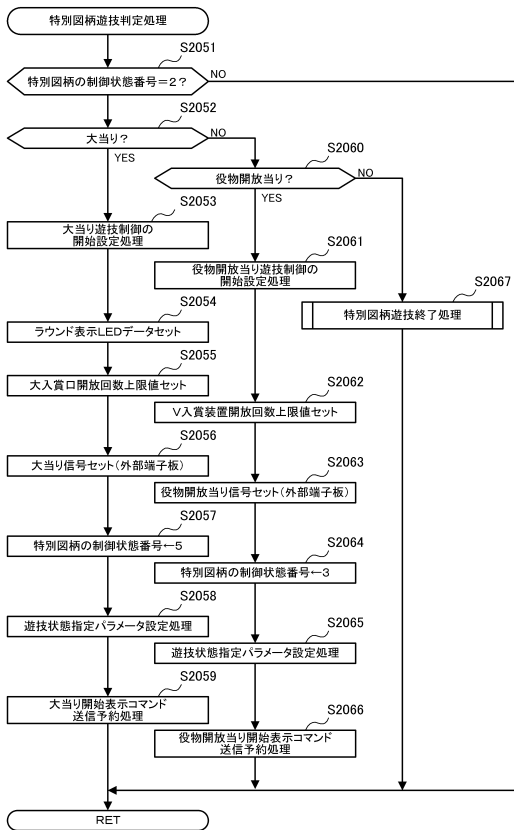 特別図柄遊技判定処理
S2051
特別図柄の制御状態番号＝2？
NO
S2052
大当り？
NO
YES
S2060
役物開放当り？
NO
YES
S2053
大当り遊技制御の
開始設定処理
S2061
役物開放当り遊技制御の
開始設定処理
S2067
特別図柄遊技終了処理
S2054
ラウンド表示LEDデータセット
S2055
大入賞口開放回数上限値セット
S2062
V入賞装置開放回数上限値セット
S2056
大当り信号セット(外部端子板)
S2063
役物開放当り信号セット(外部端子板)
S2057
特別図柄の制御状態番号←5
S2064
特別図柄の制御状態番号←3
S2058
遊技状態指定パラメータ設定処理
S2065
遊技状態指定パラメータ設定処理
S2059
大当り開始表示コマンド
送信予約処理
S2066
役物開放当り開始表示コマンド
送信予約処理
RET